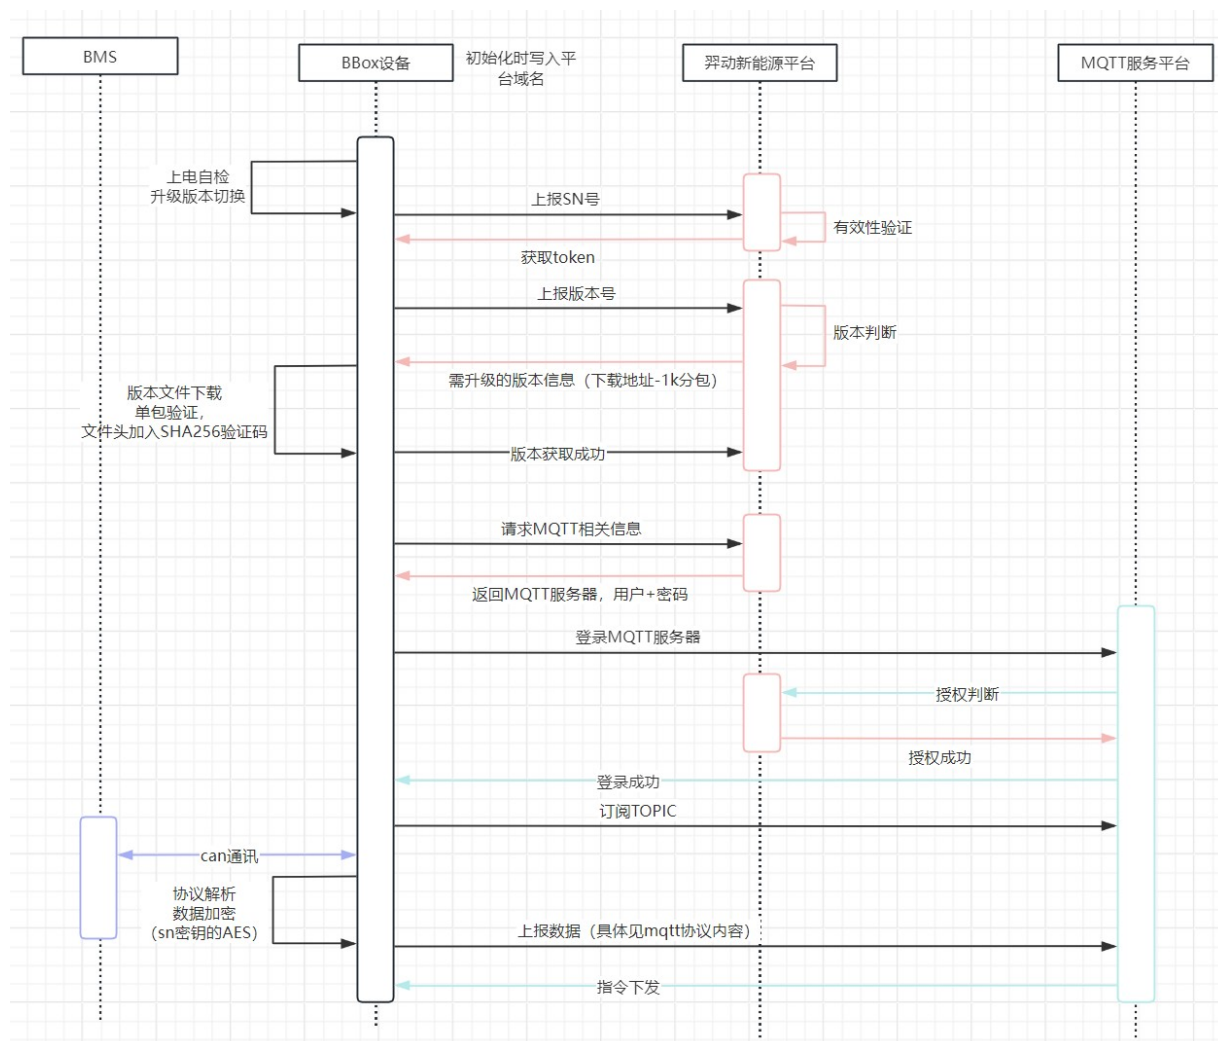 BMS
BBox设备
初始化时写入平
台域名
羿动新能源平台
MQTT服务平台
上电自检
升级版本切换
上报SN号
有效性验证
获取token
上报版本号
版本判断
需升级的版本信息（下载地址-1k分包）
版本文件下载
单包验证，
文件头加入SHA256验证码
版本获取成功
请求MQTT相关信息
返回MQTT服务器，用户+密码
登录MQTT服务器
授权判断
授权成功
登录成功
订阅TOPIC
can通讯
协议解析
数据加密
（sn密钥的AES）
上报数据（具体见mqtt协议内容）
指令下发